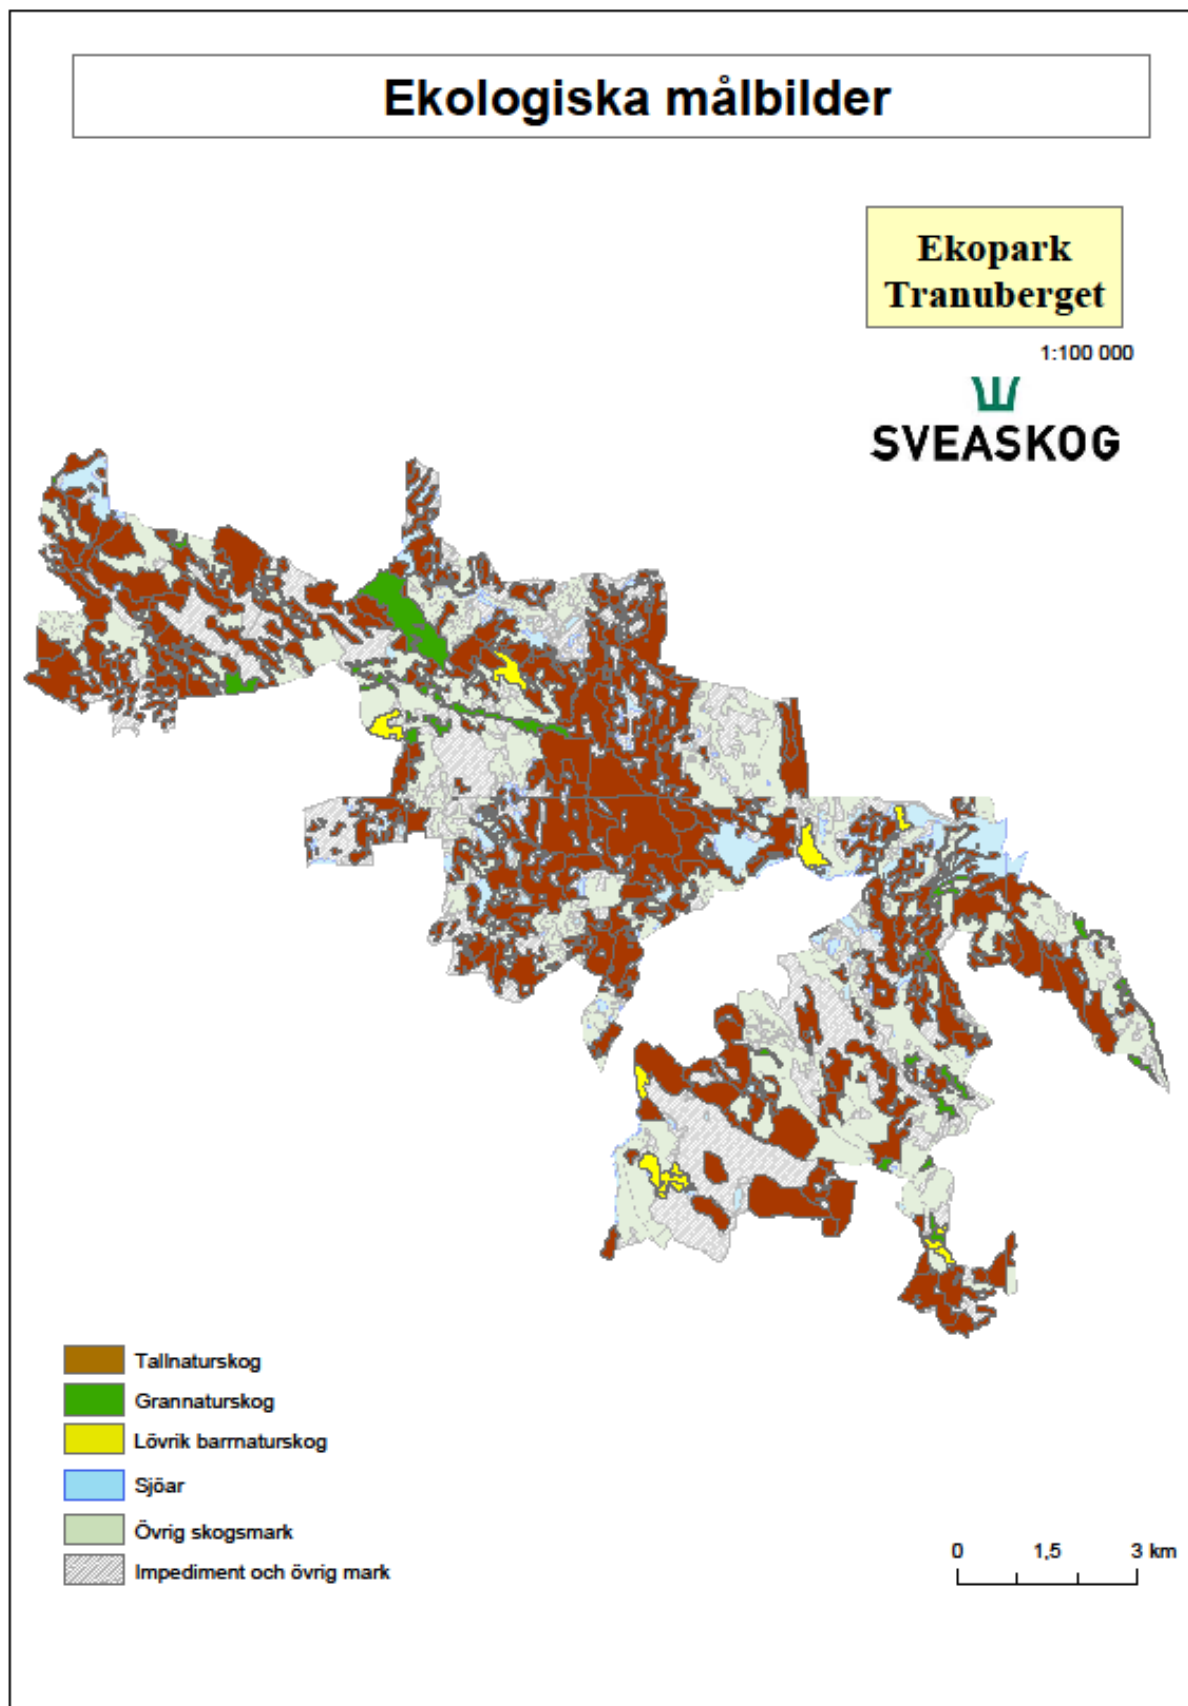 Ekologiska målbilder
Ekopark
Tranuberget
1:100 000
SVEASKOG
Tallnaturskog
Grannaturskog
Lövrik barrnaturskog
Sjöar
Övrig skogsmark
Impediment och övrig mark
0 1,5 3 km